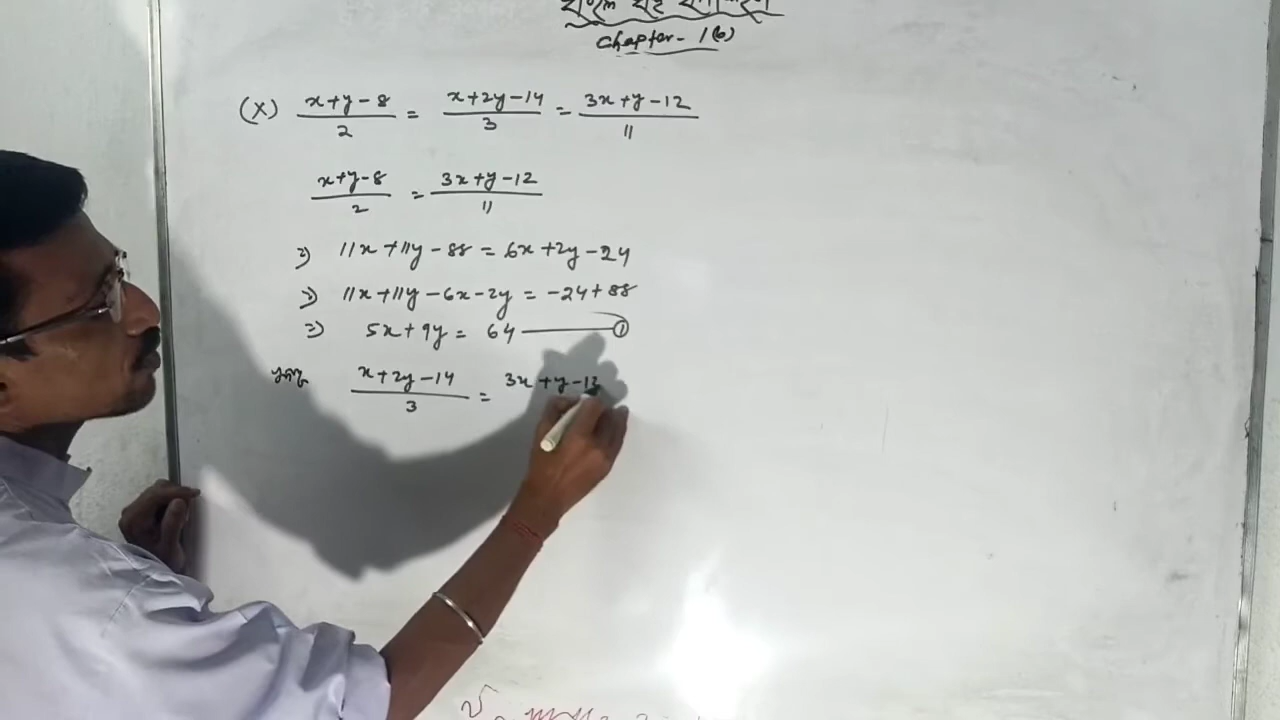 Chapter - 1(b)
(x) x+y-8/2 = x+2y-14/3 = 3x+y-12/11
x+y-8/2 = 3x+y-12/11
⇒ 11x+11y-88 = 6x+2y-24
⇒ 11x+11y-6x-2y = -24+88
⇒ 5x+9y = 64 —— ①
x+2y-14/3 = 3x+y-12